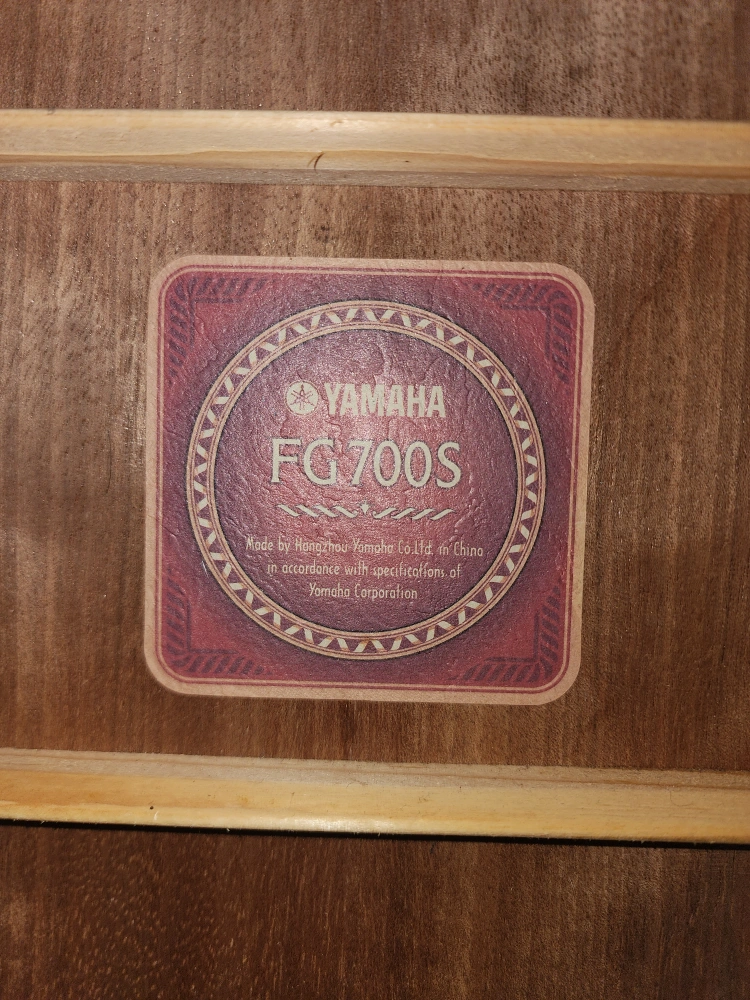 YAMAHA
FG700S
Made by Hangzhou Yamaha Co.Ltd. in China
in accordance with specifications of
Yamaha Corporation